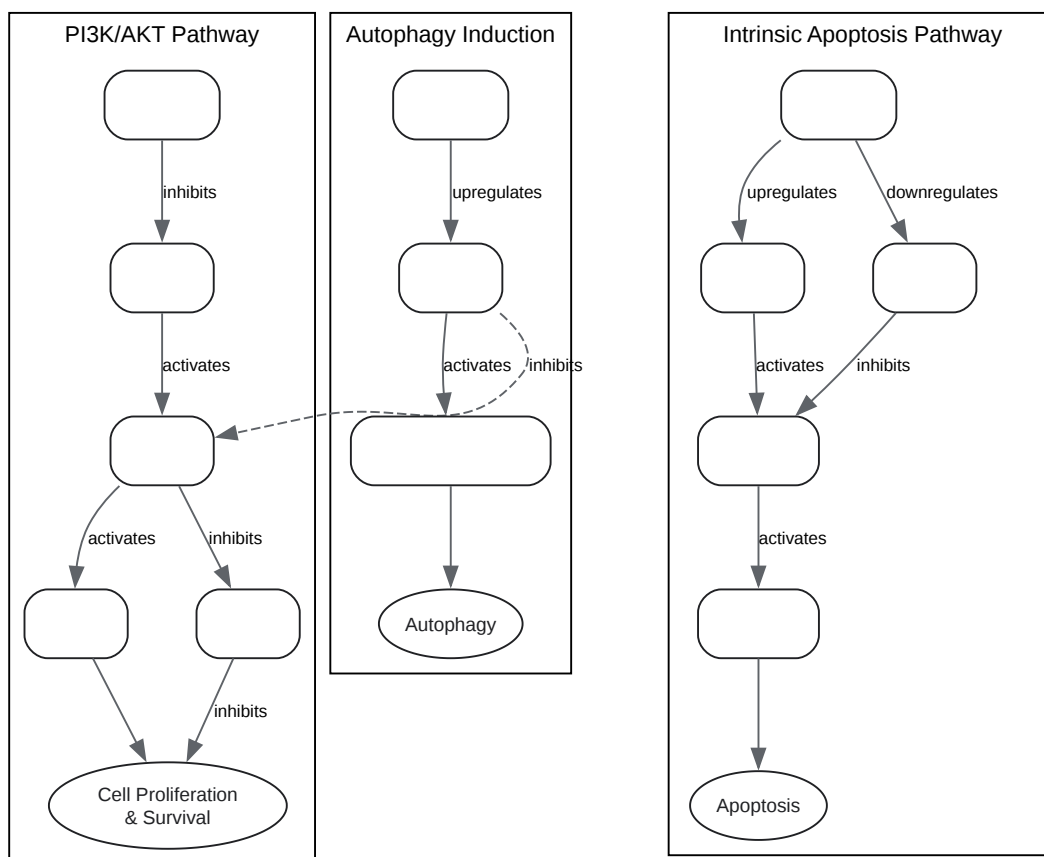 PI3K/AKT Pathway
Autophagy Induction
Intrinsic Apoptosis Pathway
inhibits
upregulates
upregulates
downregulates
activates
activates
inhibits
activates
inhibits
activates
inhibits
activates
Autophagy
inhibits
Cell Proliferation
& Survival
Apoptosis